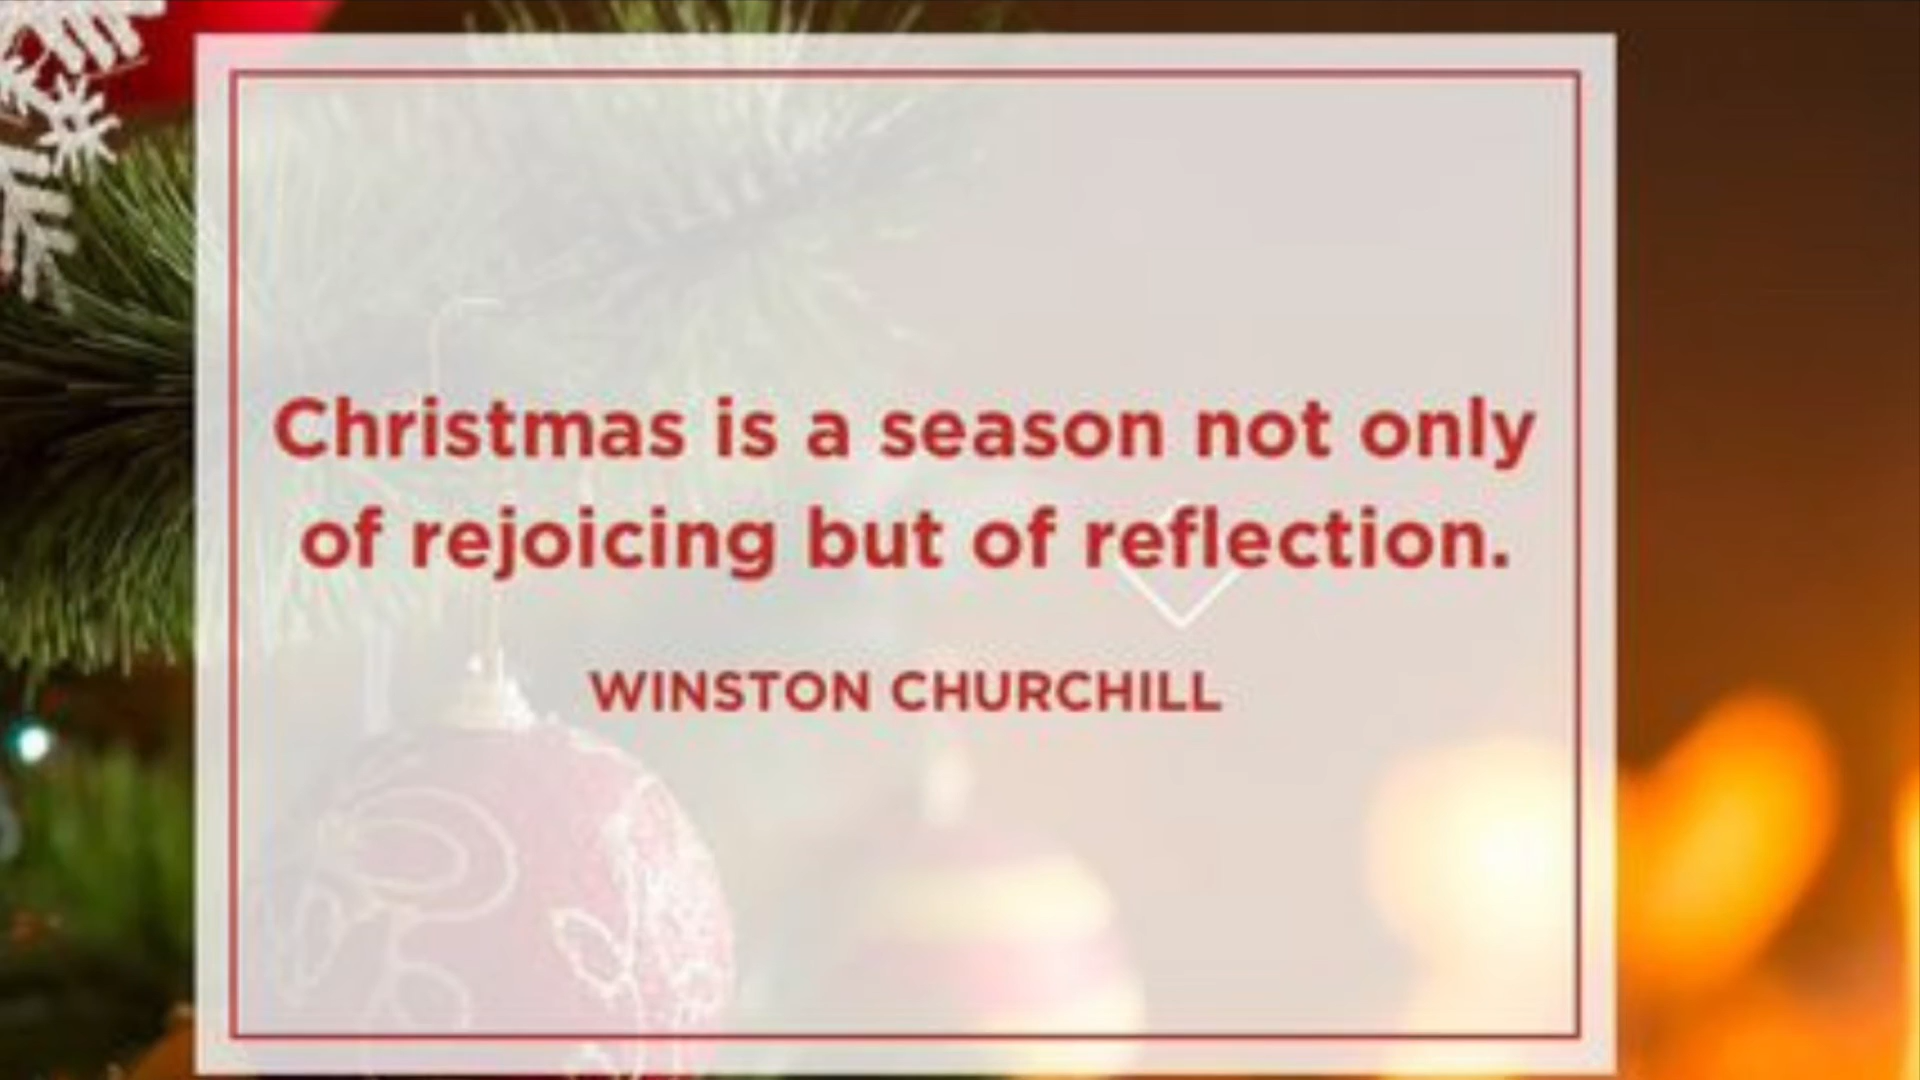 Christmas is a season not only
of rejoicing but of reflection.
WINSTON CHURCHILL